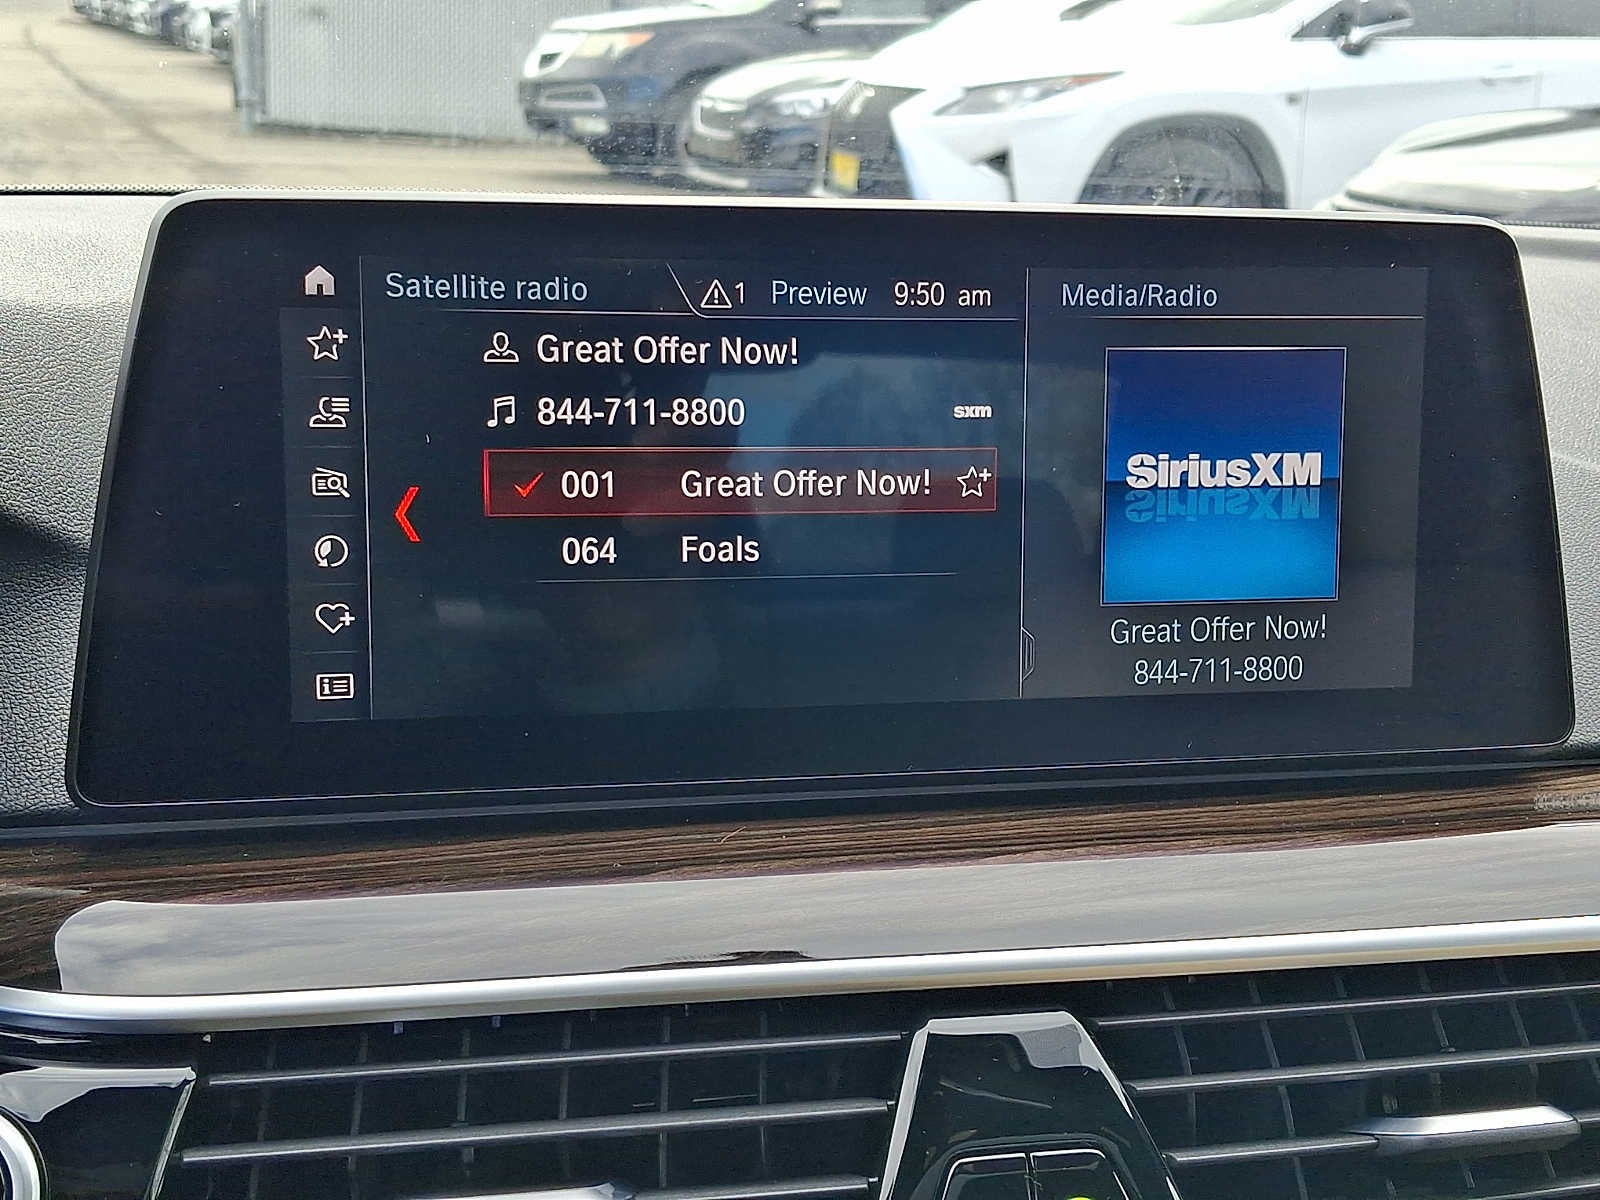 Satellite radio
1 Preview 9:50 am
Media/Radio
Great Offer Now!
844-711-8800
sxm
001 Great Offer Now!
064 Foals
SiriusXM
Great Offer Now!
844-711-8800